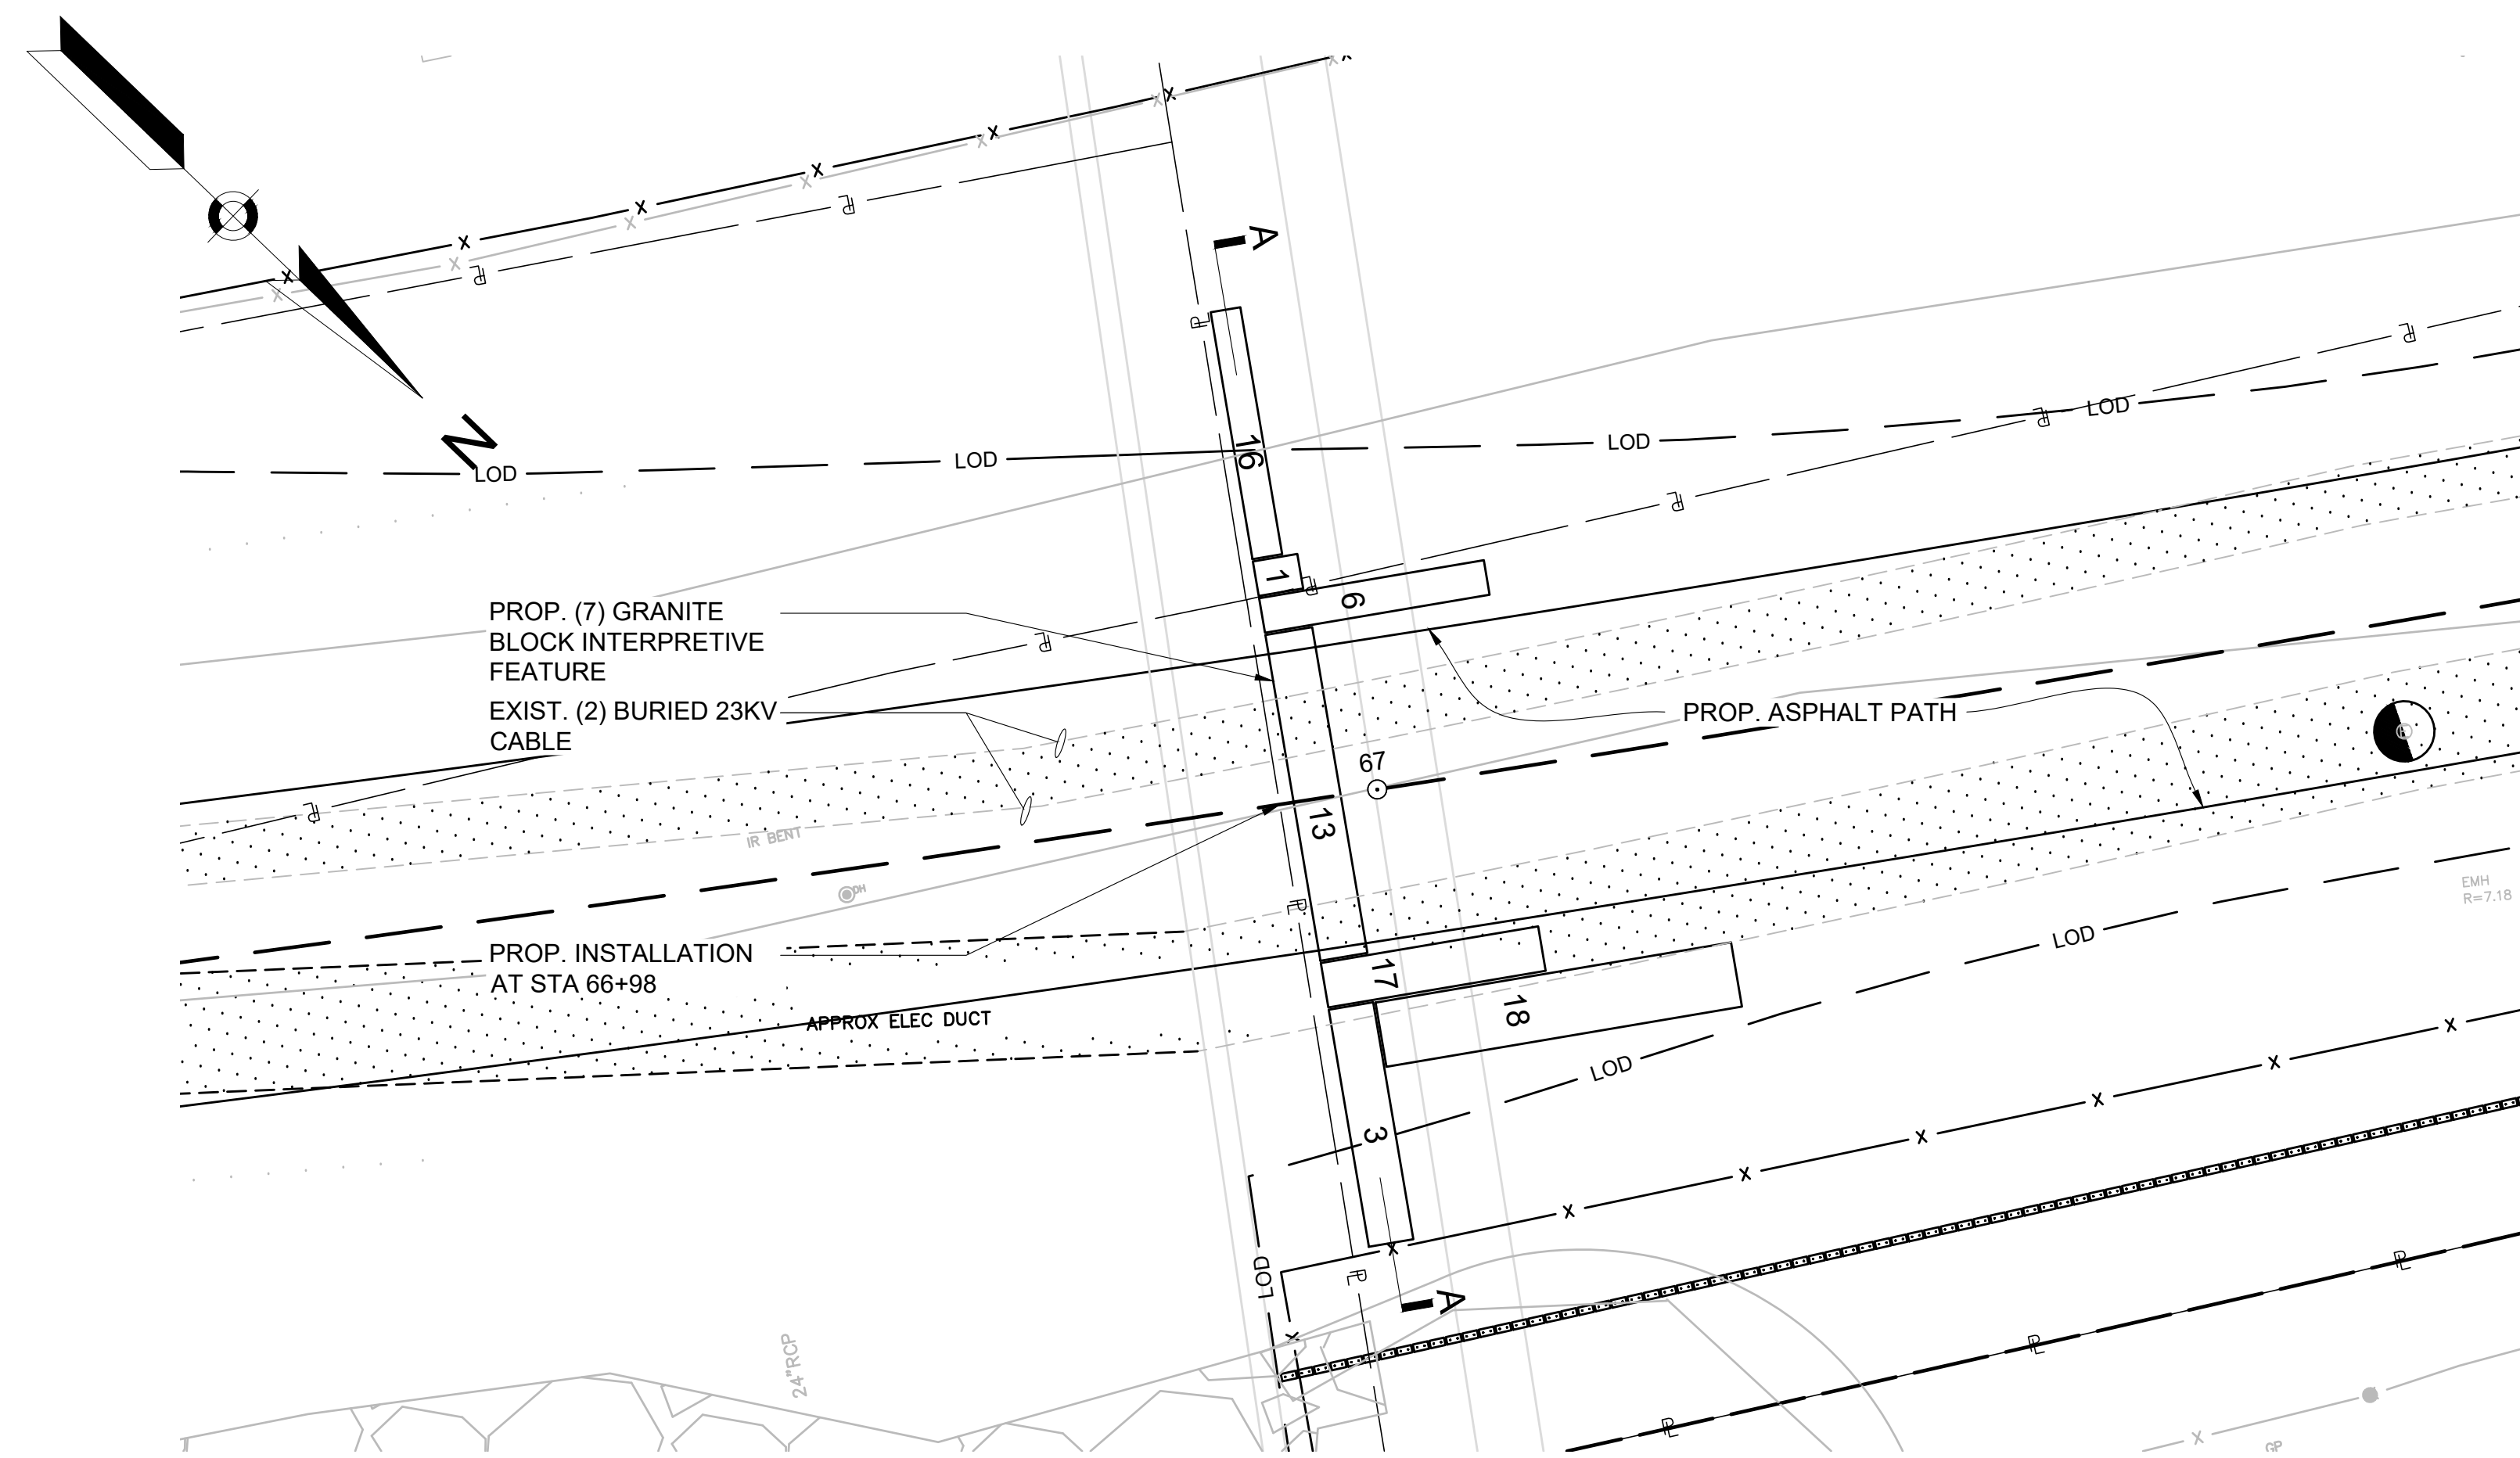 N
A
LOD
LOD
LOD
LOD
16
1
6
PROP. (7) GRANITE
BLOCK INTERPRETIVE
FEATURE
EXIST. (2) BURIED 23KV
CABLE
PROP. ASPHALT PATH
67
13
IR BENT
DH
EMH
R=7.18
PROP. INSTALLATION
AT STA 66+98
APPROX ELEC DUCT
17
18
LOD
LOD
3
LOD
A
24"RCP
GP